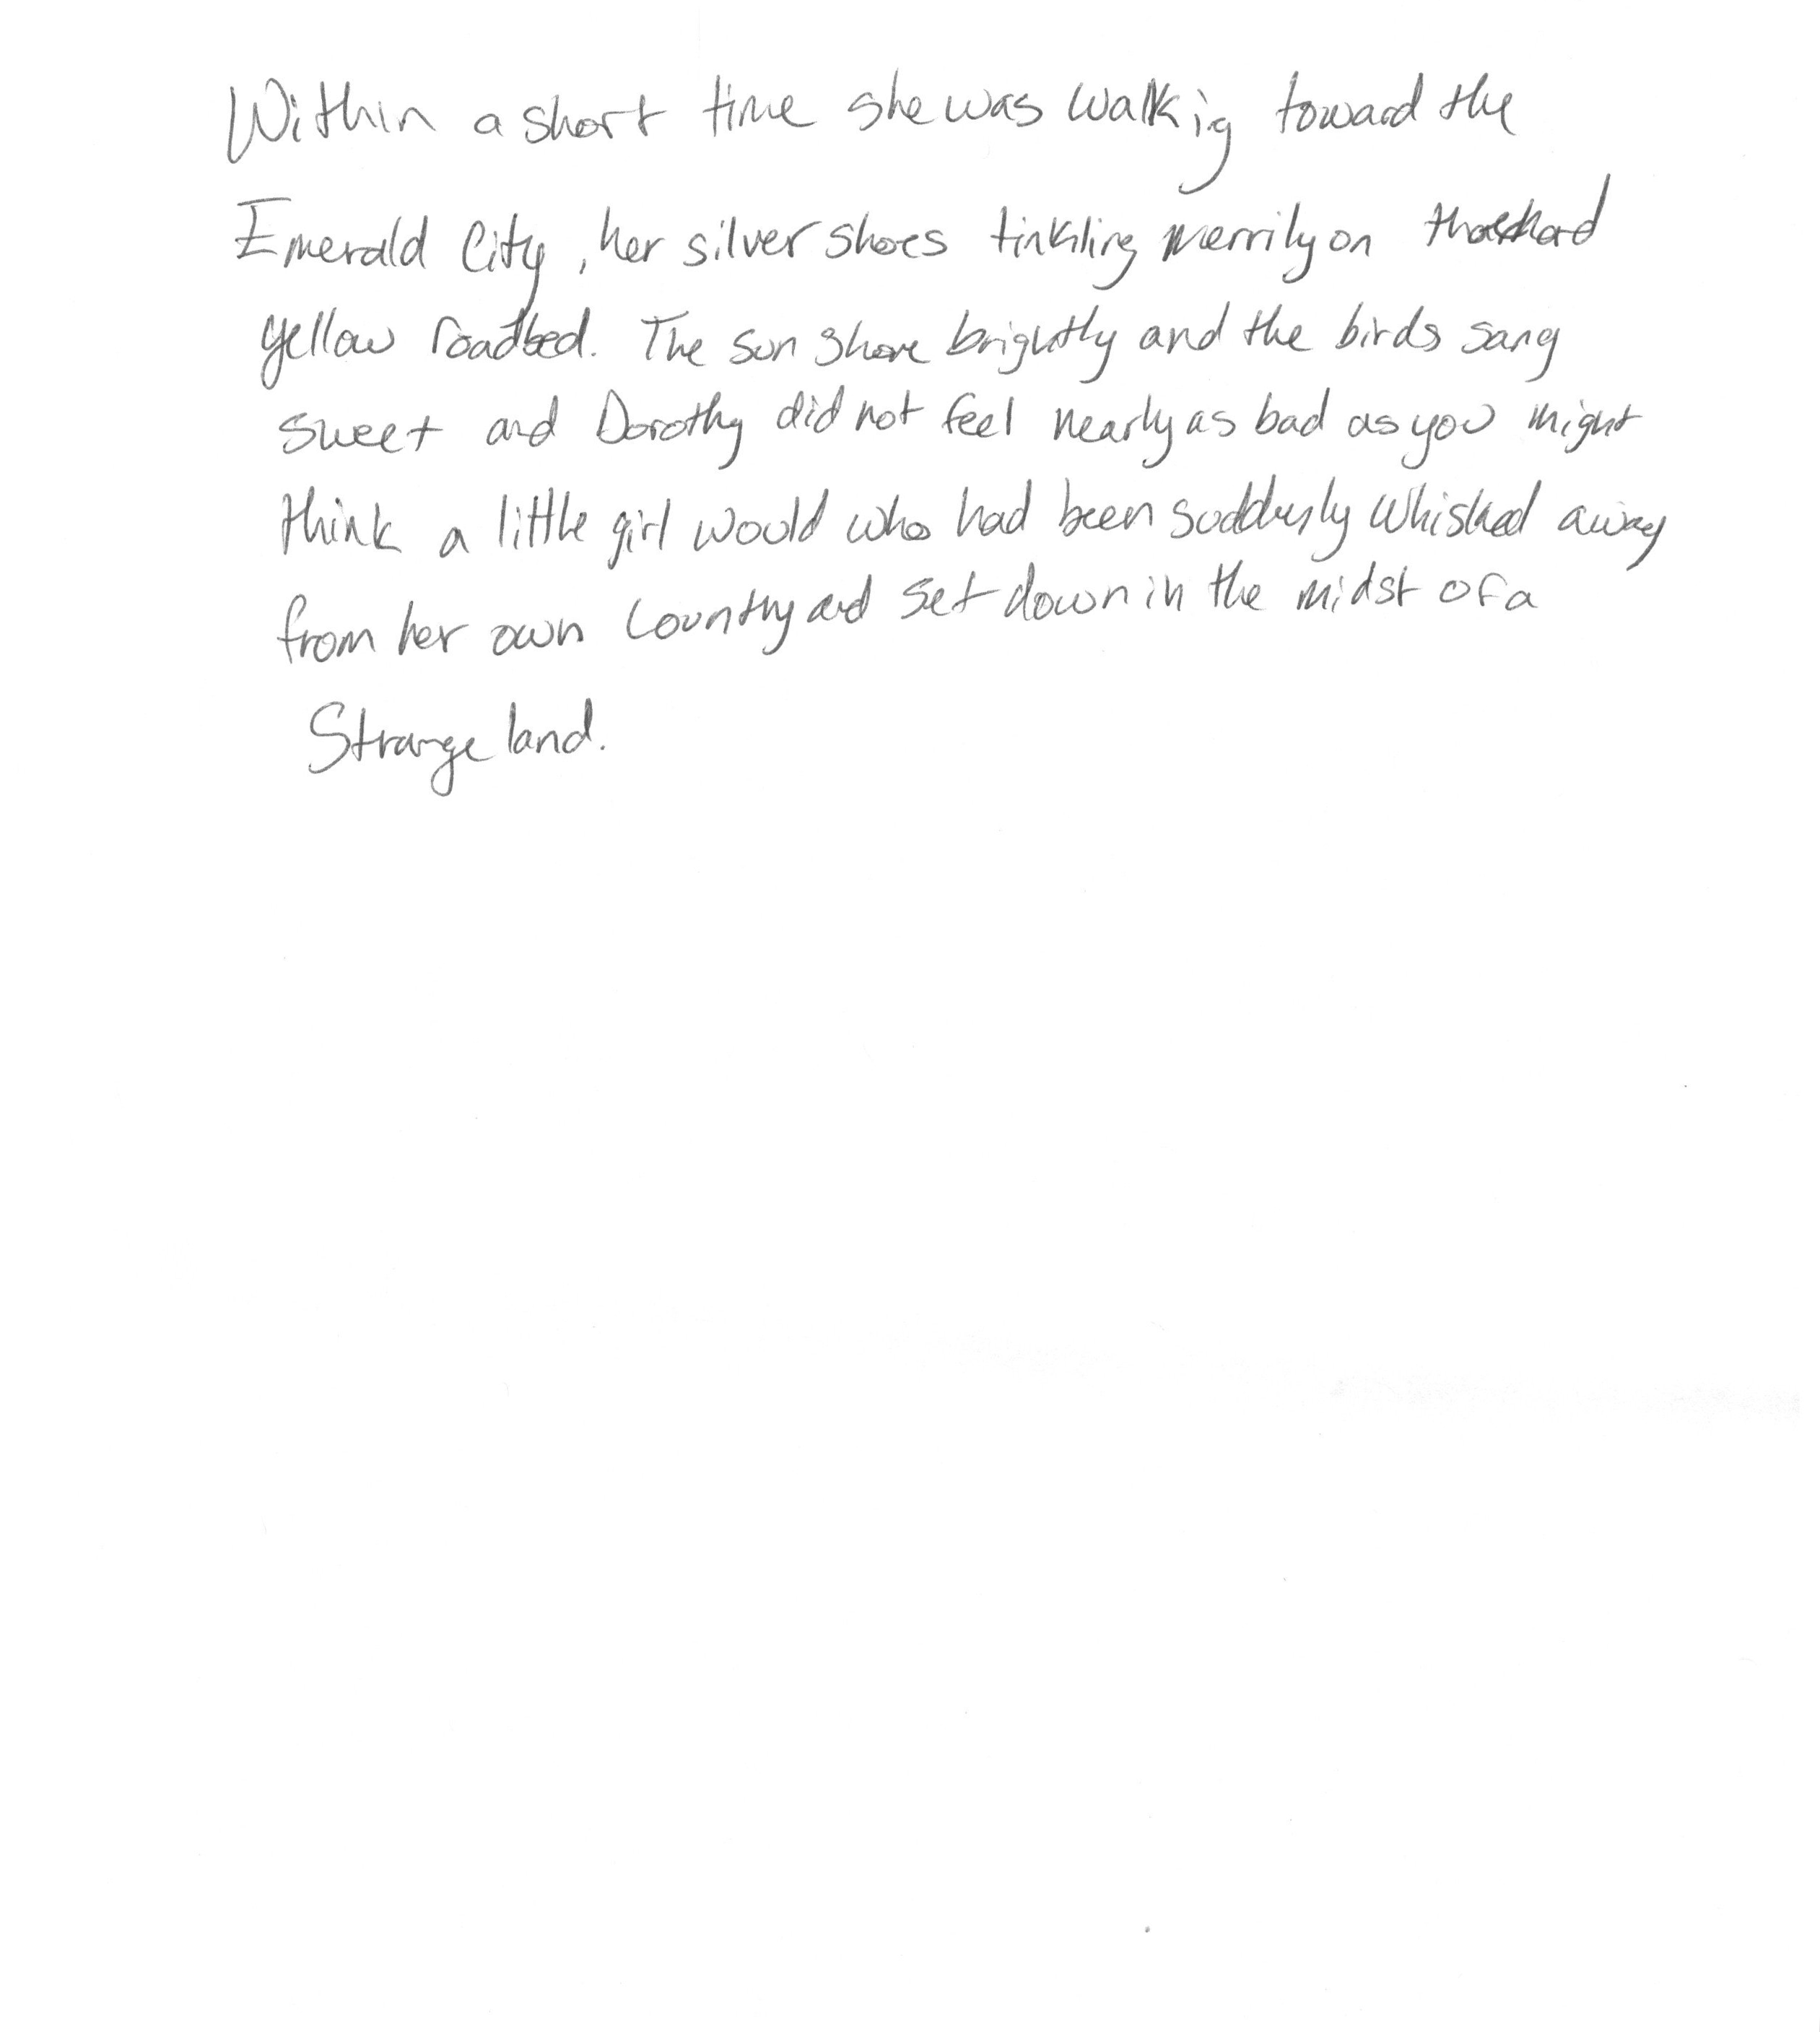 Within a short time she was walkig toward the
Emerald City, her silver shoes tinkling merrily on the hard
yellow roadbed. The sun shone brightly and the birds sang
sweet and Dorothy did not feel nearly as bad as you might
think a little girl would who had been suddenly whisked away
from her own country and set down in the midst of a
Strange land.